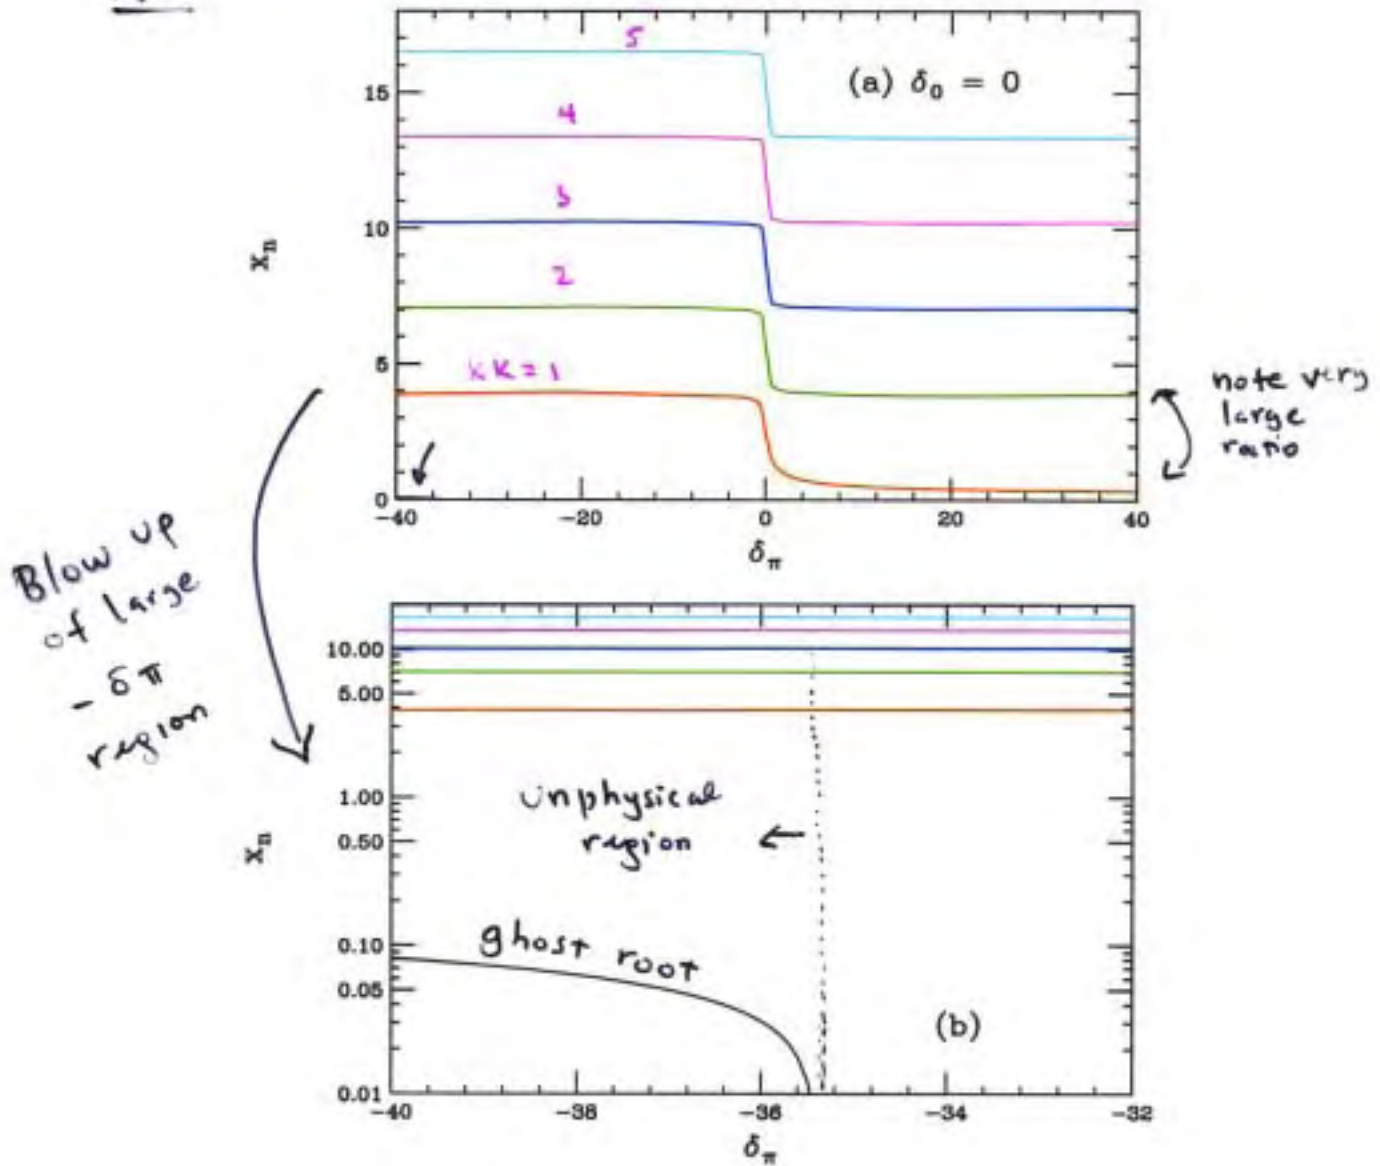 5
(a) δ₀ = 0
15
4
3
10
xₙ
2
5
KK = 1
note very
large
ratio
0
−40
−20
0
20
40
δπ
Blow up
of large
- δπ
region
10.00
5.00
unphysical
region
1.00
xₙ
0.50
ghost root
0.10
0.05
(b)
0.01
−40
−38
−36
−34
−32
δπ